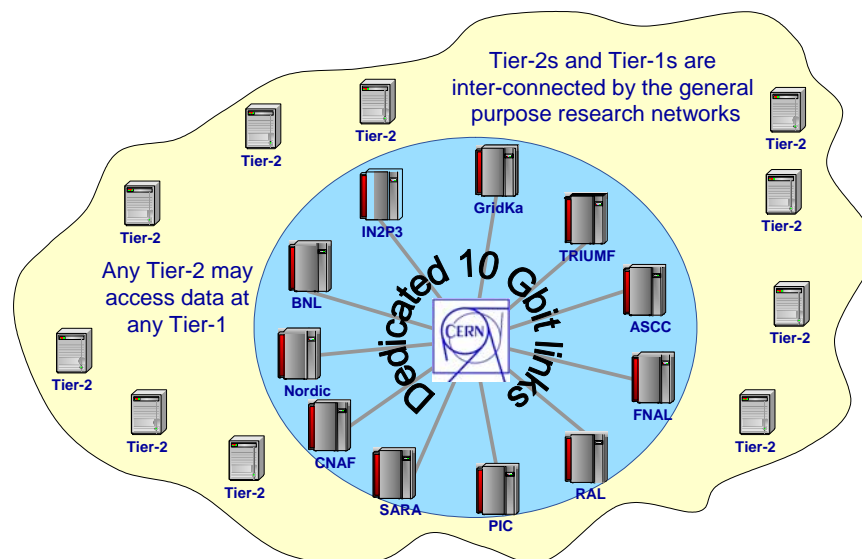 Tier-2s and Tier-1s are
inter-connected by the general
purpose research networks
Tier-2
Tier-2
Tier-2
Tier-2
Tier-2
Tier-2
GridKa
IN2P3
TRIUMF
Any Tier-2 may
access data at
any Tier-1
BNL
ASCC
Dedicated 10 Gbit llinks
CERN
Tier-2
Tier-2
Nordic
FNAL
Tier-2
Tier-2
CNAF
RAL
Tier-2
SARA
PIC